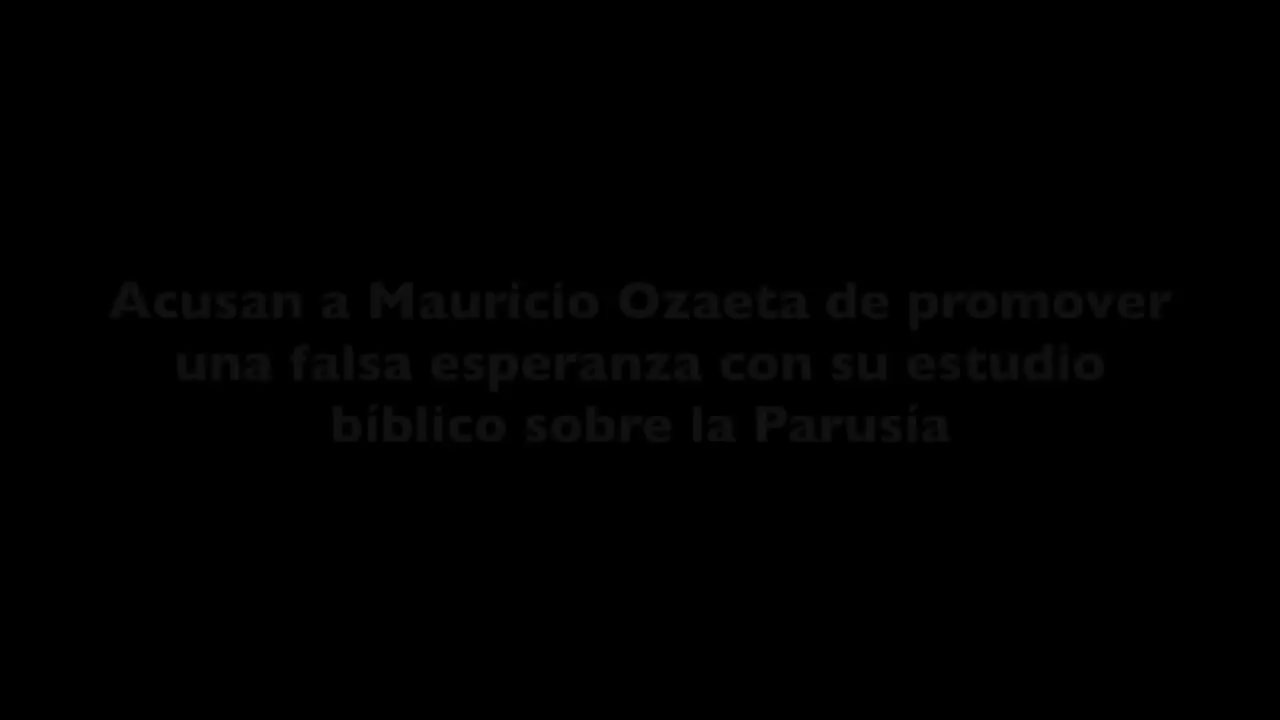 Acusan a Mauricio Ozaeta de promover
una falsa esperanza con su estudio
bíblico sobre la Parusía